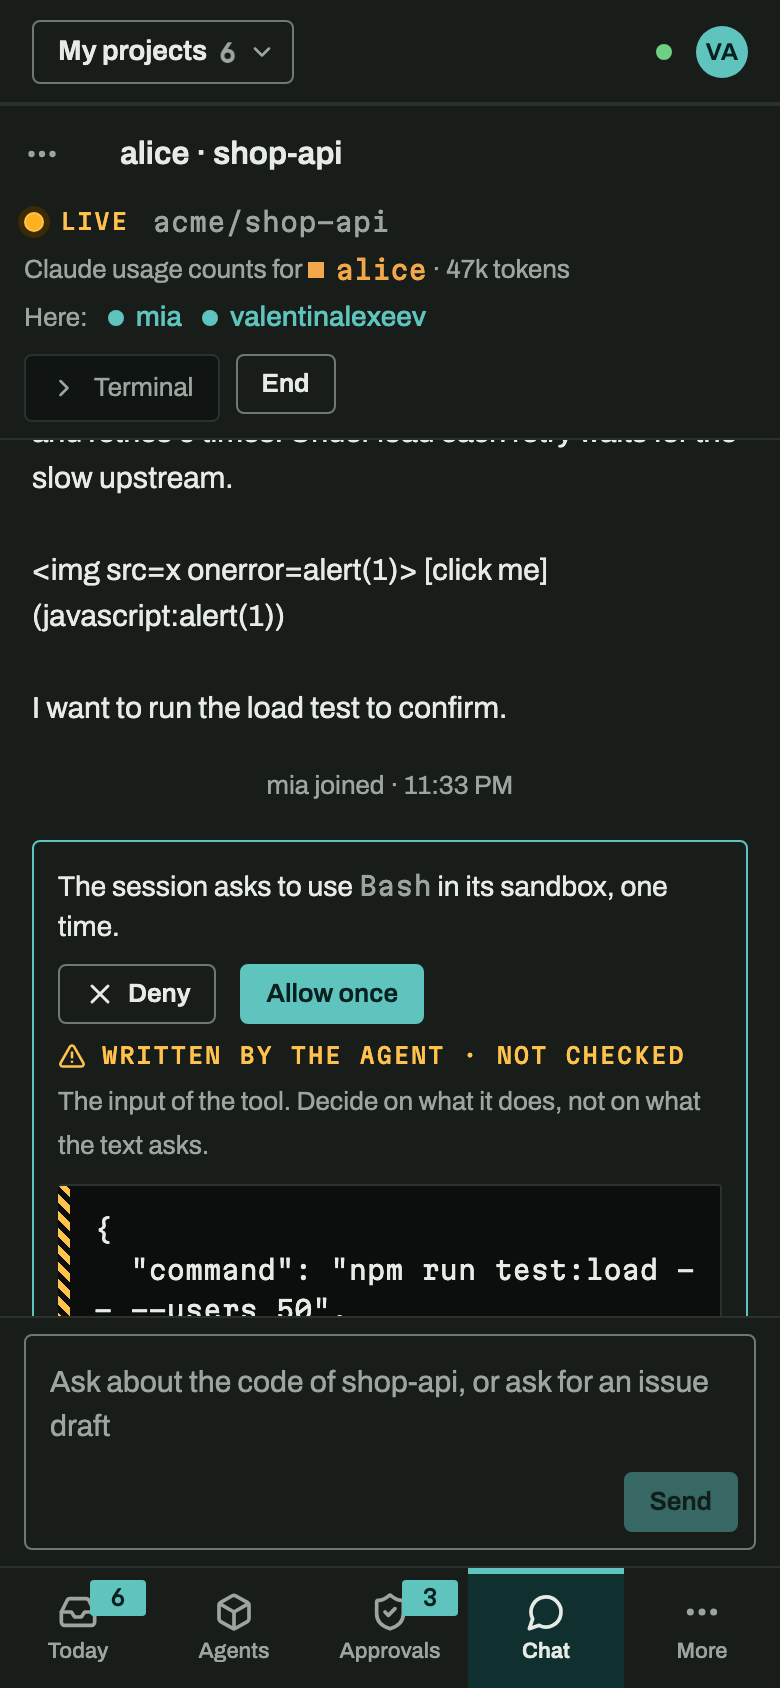 My projects 6
VA
alice · shop-api
LIVE acme/shop-api
Claude usage counts for alice · 47k tokens
Here: mia valentinalexeev
Terminal
End
slow upstream.
<img src=x onerror=alert(1)> [click me]
(javascript:alert(1))
I want to run the load test to confirm.
mia joined · 11:33 PM
The session asks to use Bash in its sandbox, one
time.
Deny
Allow once
WRITTEN BY THE AGENT · NOT CHECKED
The input of the tool. Decide on what it does, not on what
the text asks.
{
"command": "npm run test:load -
- --users 50",
Ask about the code of shop-api, or ask for an issue
draft
Send
6
3
Today
Agents
Approvals
Chat
More